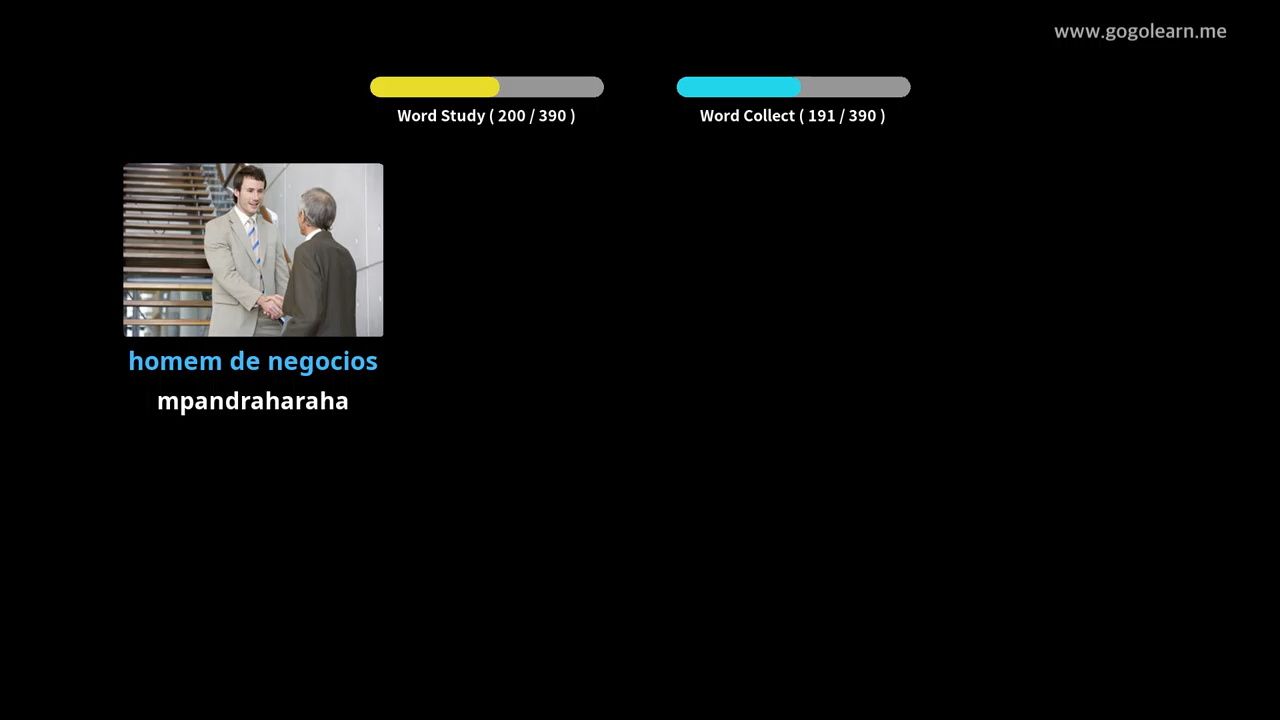 www.gogolearn.me
Word Study ( 200 / 390 )
Word Collect ( 191 / 390 )
homem de negocios
mpandraharaha